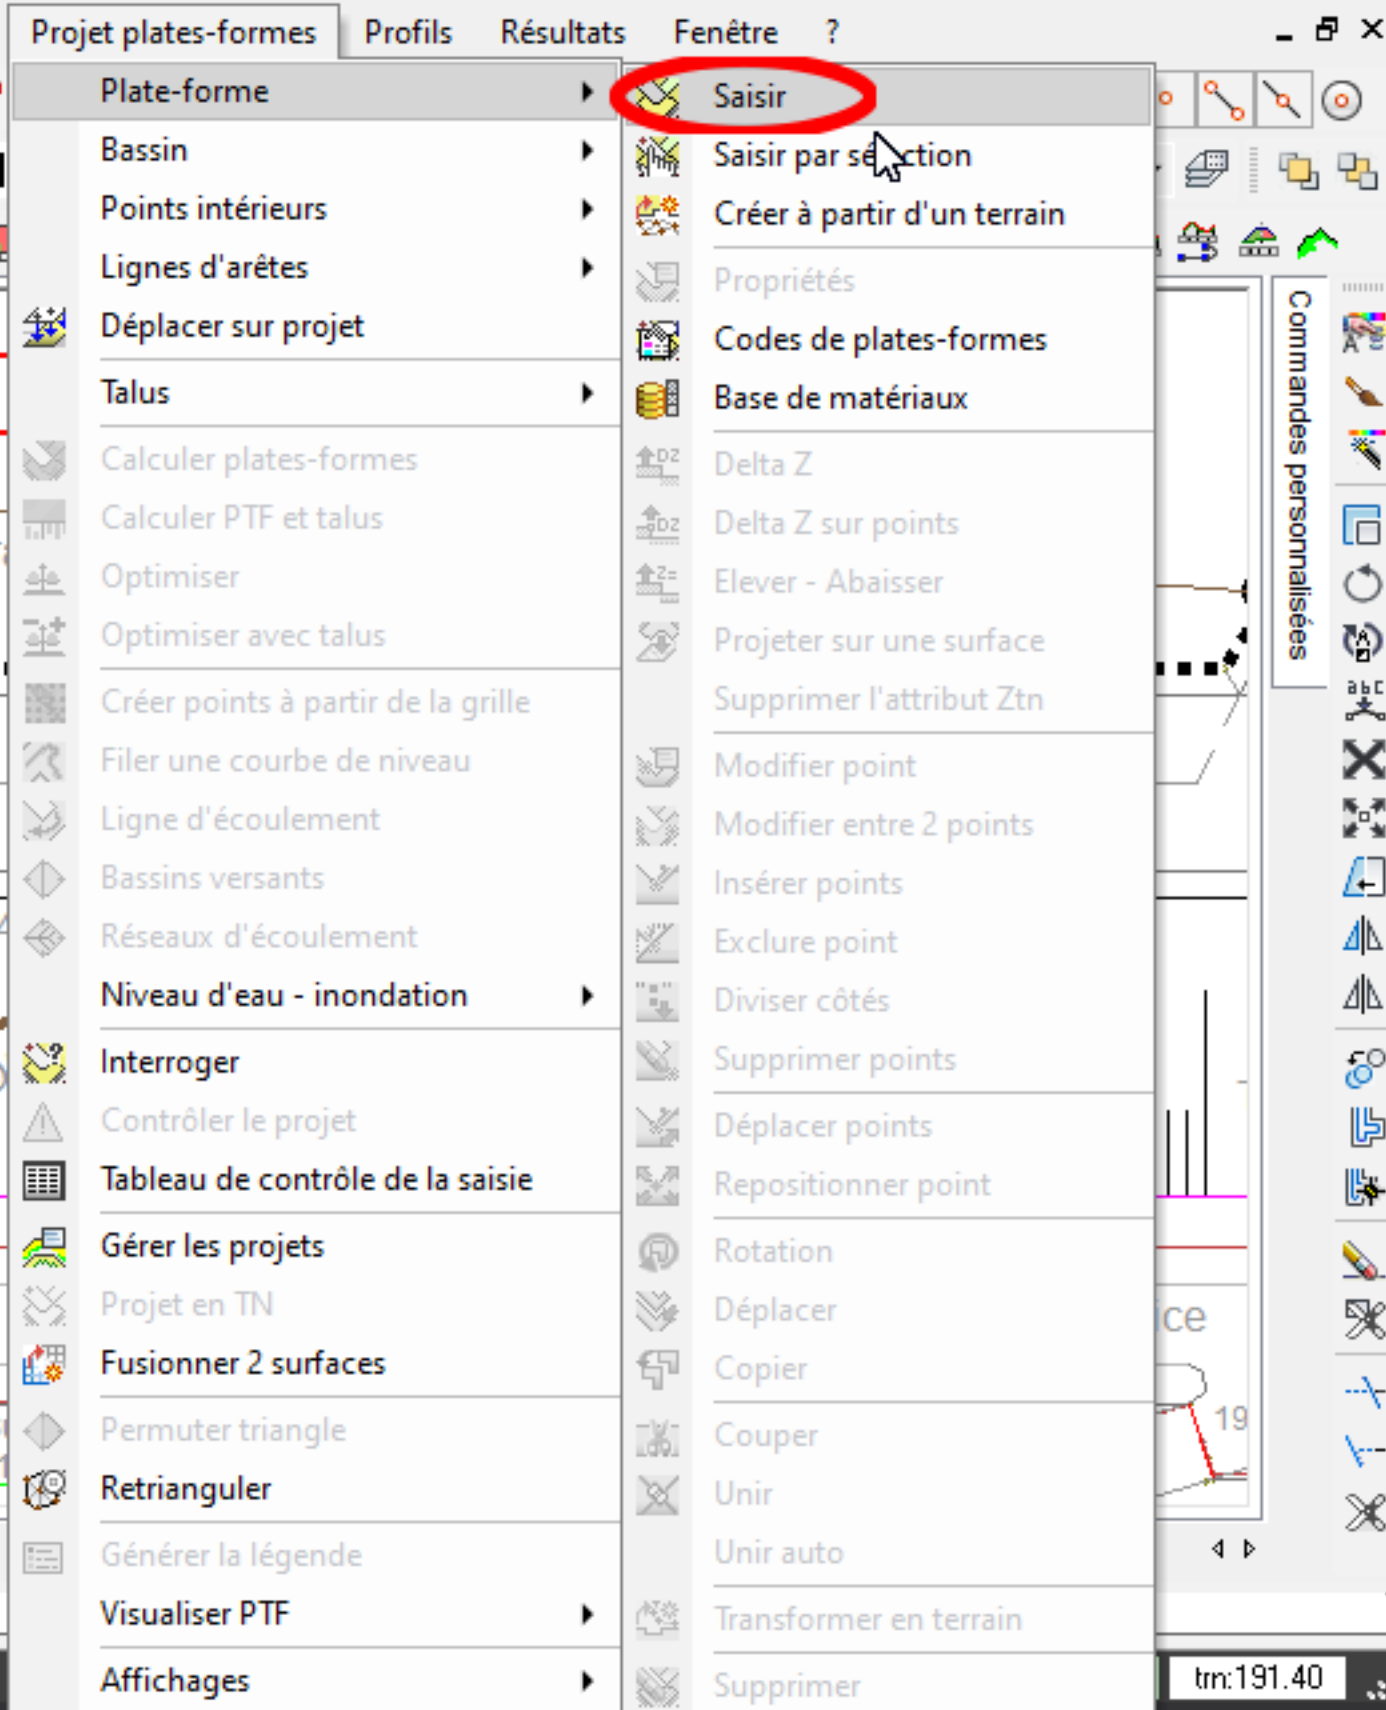 Projet plates-formes Profils Résultats Fenêtre ?
Plate-forme
Bassin
Points intérieurs
Lignes d'arêtes
Déplacer sur projet
Talus
Calculer plates-formes
Calculer PTF et talus
Optimiser
Optimiser avec talus
Créer points à partir de la grille
Filer une courbe de niveau
Ligne d'écoulement
Bassins versants
Réseaux d'écoulement
Niveau d'eau - inondation
Interroger
Contrôler le projet
Tableau de contrôle de la saisie
Gérer les projets
Projet en TN
Fusionner 2 surfaces
Permuter triangle
Retrianguler
Générer la légende
Visualiser PTF
Affichages
Saisir
Saisir par
Créer à partir d'un terrain
Propriétés
Codes de plates-formes
Base de matériaux
DZ Delta Z
DZ Delta Z sur points
Z= Elever - Abaisser
Projeter sur une surface
Supprimer l'attribut Ztn
Modifier point
Modifier entre 2 points
Insérer points
Exclure point
Diviser côtés
Supprimer points
Déplacer points
Repositionner point
Rotation
Déplacer
Copier
Couper
Unir
Unir auto
Transformer en terrain
Supprimer
Commandes personnalisées
abc
ice
19
trn:191.40